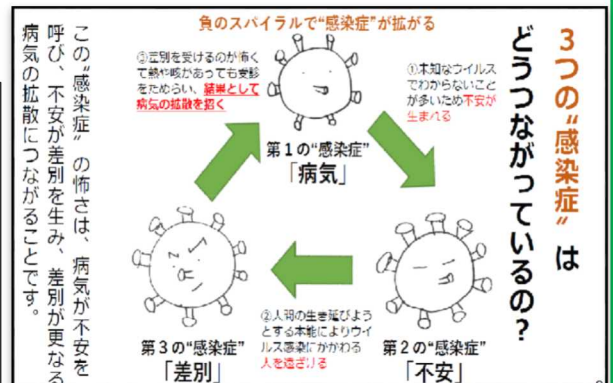 3つの“感染症”は
どうつながっているの？
負のスパイラルで“感染症”が拡がる
①未知なウイルス
でわからないこと
が多いため不安が
生まれる
第1の“感染症”
「病気」
第2の“感染症”
「不安」
②人間の生き延びよう
とする本能によりウイ
ルス感染にかかわる
人を遠ざける
第3の“感染症”
「差別」
③差別を受けるのが怖く
て熱や咳があっても受診
をためらい、結果として
病気の拡散を招く
この“感染症”の怖さは、病気が不安を
呼び、不安が差別を生み、差別が更なる
病気の拡散につながることです。